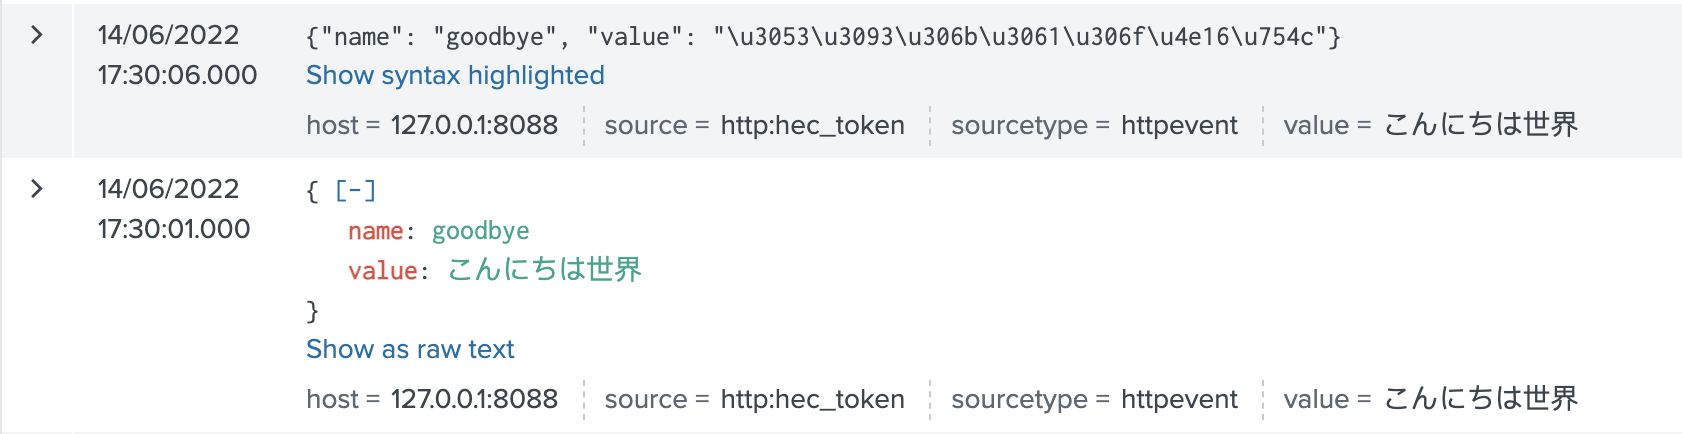 14/06/2022 {"name": "goodbye", "value": "\u3053\u3093\u306b\u3061\u306f\u4e16\u754c"}
17:30:06.000 Show syntax highlighted
host = 127.0.0.1:8088 source = http:hec_token sourcetype = httpevent value = こんにちは世界
14/06/2022 { [-]
17:30:01.000 name: goodbye
value: こんにちは世界
}
Show as raw text
host = 127.0.0.1:8088 source = http:hec_token sourcetype = httpevent value = こんにちは世界